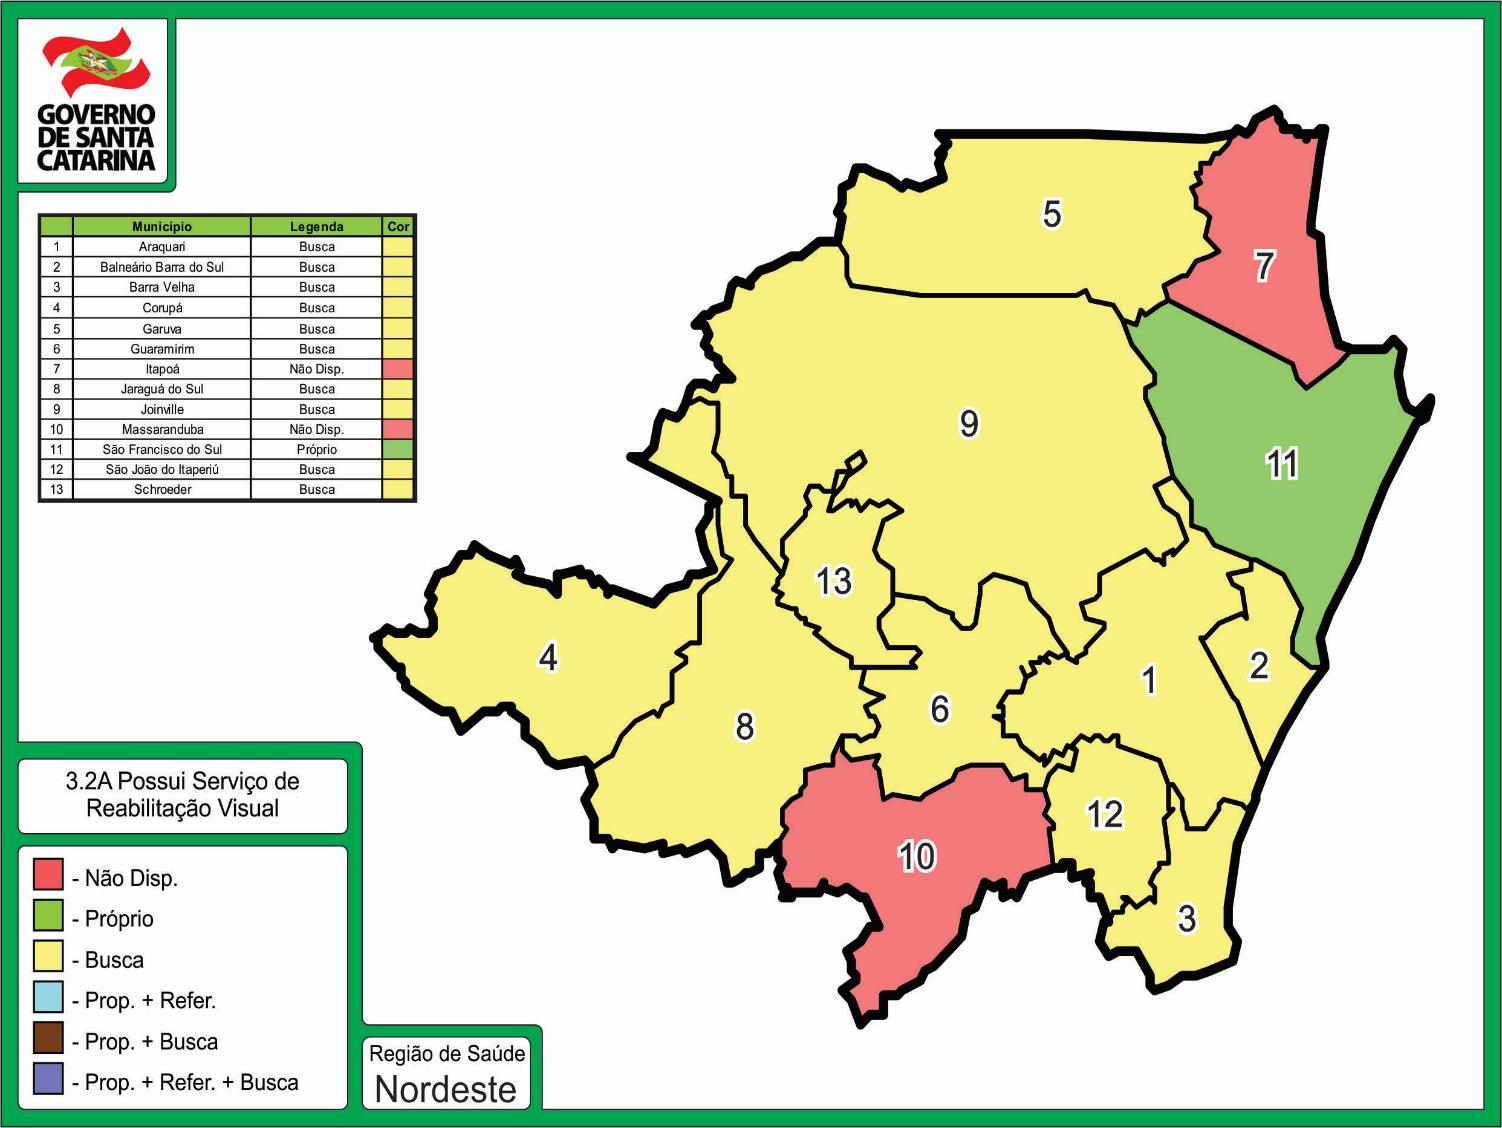 GOVERNO
DE SANTA
CATARINA
Município Legenda Cor
1 Araquari Busca
2 Balneário Barra do Sul Busca
3 Barra Velha Busca
4 Corupá Busca
5 Garuva Busca
6 Guaramirim Busca
7 Itapoá Não Disp.
8 Jaraguá do Sul Busca
9 Joinville Busca
10 Massaranduba Não Disp.
11 São Francisco do Sul Próprio
12 São João do Itaperiú Busca
13 Schroeder Busca
5
7
9
11
13
4
2
1
6
8
12
10
3
3.2A Possui Serviço de
Reabilitação Visual
- Não Disp.
- Próprio
- Busca
- Prop. + Refer.
- Prop. + Busca
- Prop. + Refer. + Busca
Região de Saúde
Nordeste